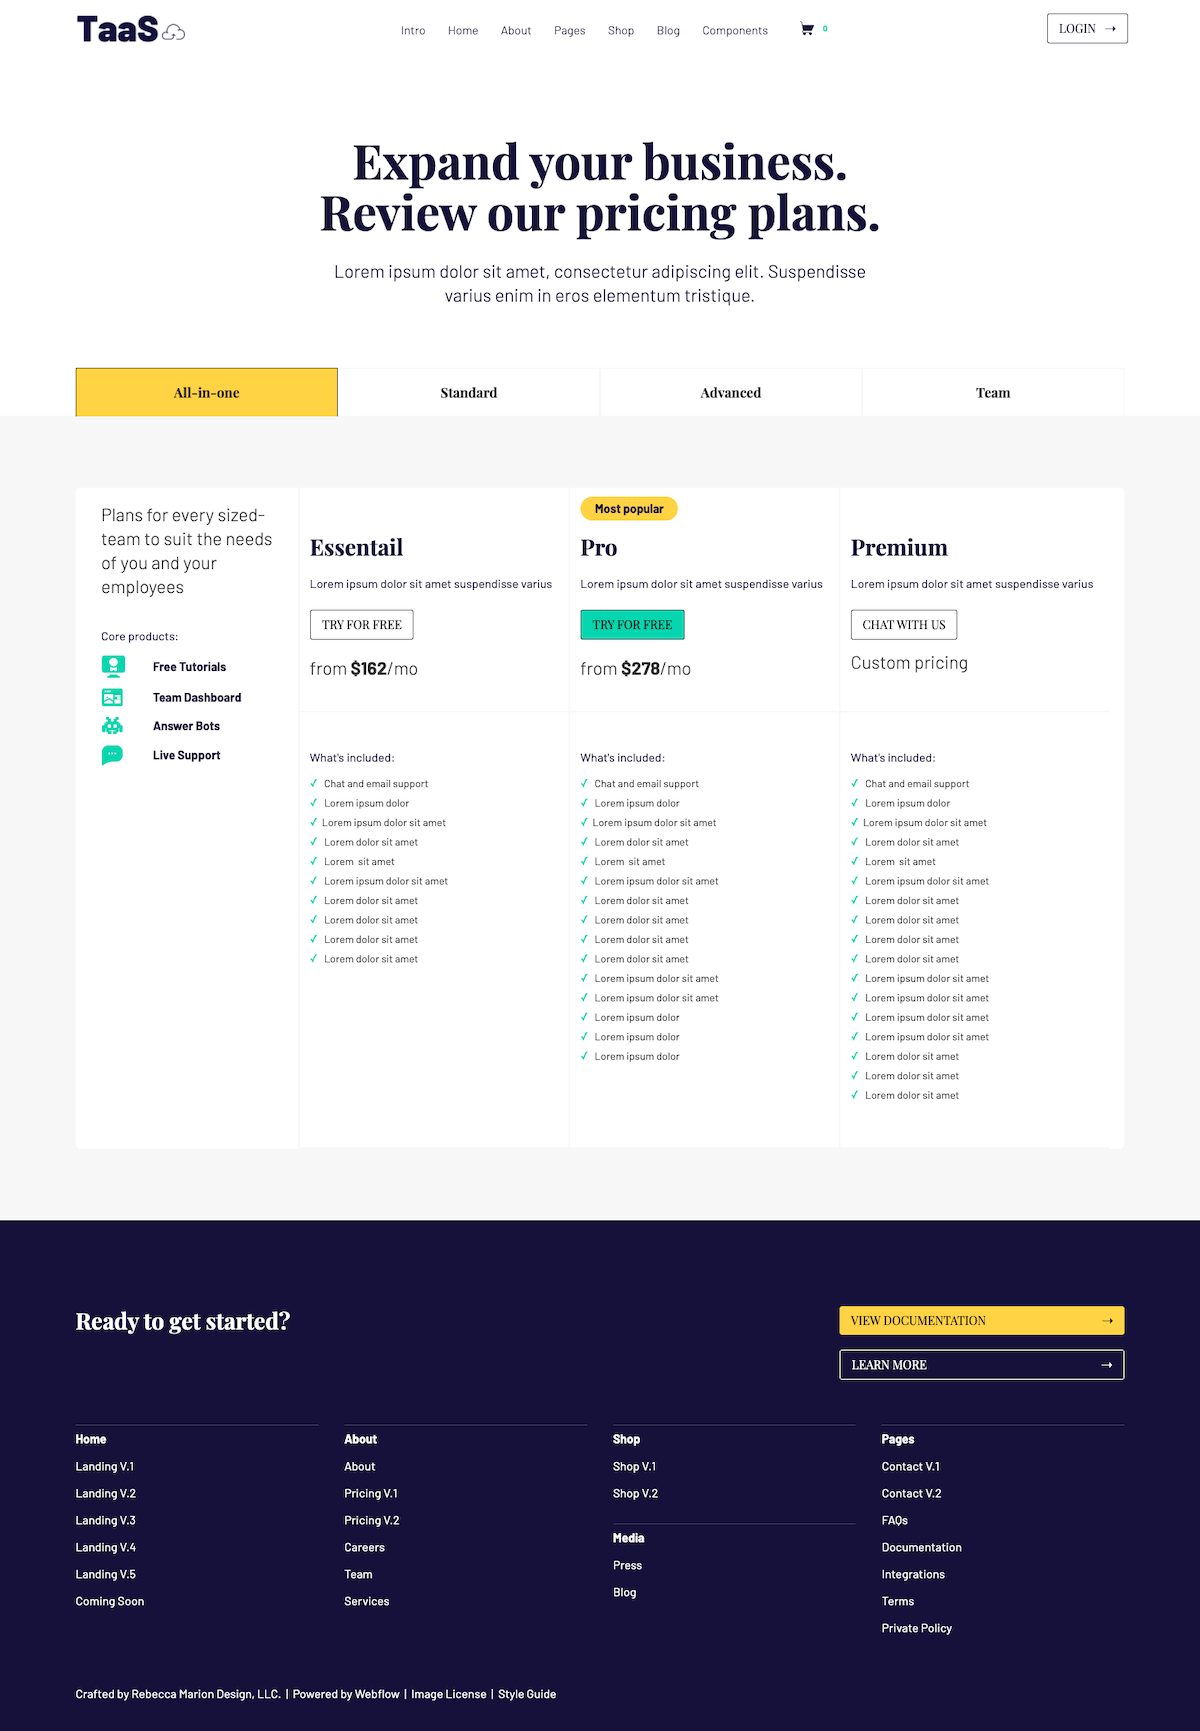 TaaS
Intro Home About Pages Shop Blog Components 0
LOGIN →
Expand your business.
Review our pricing plans.
Lorem ipsum dolor sit amet, consectetur adipiscing elit. Suspendisse
varius enim in eros elementum tristique.
All-in-one
Standard
Advanced
Team
Plans for every sized-
team to suit the needs
of you and your
employees
Core products:
Free Tutorials
Team Dashboard
Answer Bots
Live Support
Essentail
Lorem ipsum dolor sit amet suspendisse varius
TRY FOR FREE
from $162/mo
What's included:
✓ Chat and email support
✓ Lorem ipsum dolor
✓ Lorem ipsum dolor sit amet
✓ Lorem dolor sit amet
✓ Lorem  sit amet
✓ Lorem ipsum dolor sit amet
✓ Lorem dolor sit amet
✓ Lorem dolor sit amet
✓ Lorem dolor sit amet
✓ Lorem dolor sit amet
Most popular
Pro
Lorem ipsum dolor sit amet suspendisse varius
TRY FOR FREE
from $278/mo
What's included:
✓ Chat and email support
✓ Lorem ipsum dolor
✓ Lorem ipsum dolor sit amet
✓ Lorem dolor sit amet
✓ Lorem  sit amet
✓ Lorem ipsum dolor sit amet
✓ Lorem dolor sit amet
✓ Lorem dolor sit amet
✓ Lorem dolor sit amet
✓ Lorem dolor sit amet
✓ Lorem ipsum dolor sit amet
✓ Lorem ipsum dolor sit amet
✓ Lorem ipsum dolor
✓ Lorem ipsum dolor
✓ Lorem ipsum dolor
Premium
Lorem ipsum dolor sit amet suspendisse varius
CHAT WITH US
Custom pricing
What's included:
✓ Chat and email support
✓ Lorem ipsum dolor
✓ Lorem ipsum dolor sit amet
✓ Lorem dolor sit amet
✓ Lorem  sit amet
✓ Lorem ipsum dolor sit amet
✓ Lorem dolor sit amet
✓ Lorem dolor sit amet
✓ Lorem dolor sit amet
✓ Lorem dolor sit amet
✓ Lorem ipsum dolor sit amet
✓ Lorem ipsum dolor sit amet
✓ Lorem ipsum dolor sit amet
✓ Lorem ipsum dolor sit amet
✓ Lorem dolor sit amet
✓ Lorem dolor sit amet
✓ Lorem dolor sit amet
Ready to get started?
VIEW DOCUMENTATION →
LEARN MORE →
Home
Landing V.1
Landing V.2
Landing V.3
Landing V.4
Landing V.5
Coming Soon
About
About
Pricing V.1
Pricing V.2
Careers
Team
Services
Shop
Shop V.1
Shop V.2
Media
Press
Blog
Pages
Contact V.1
Contact V.2
FAQs
Documentation
Integrations
Terms
Private Policy
Crafted by Rebecca Marion Design, LLC. | Powered by Webflow | Image License | Style Guide